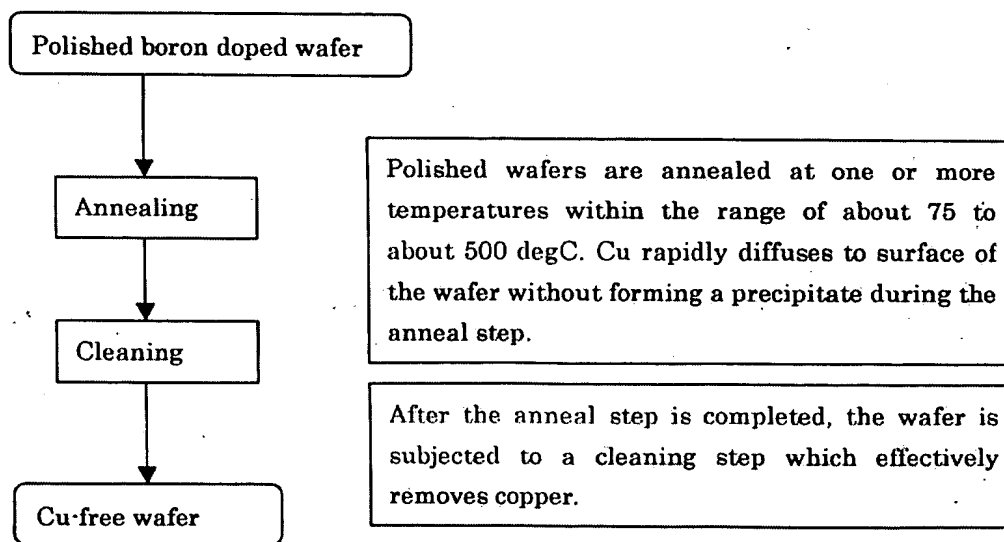 Polished boron doped wafer
Annealing
Polished wafers are annealed at one or more
temperatures within the range of about 75 to
about 500 degC. Cu rapidly diffuses to surface of
the wafer without forming a precipitate during the
anneal step.
Cleaning
After the anneal step is completed, the wafer is
subjected to a cleaning step which effectively
removes copper.
Cu-free wafer